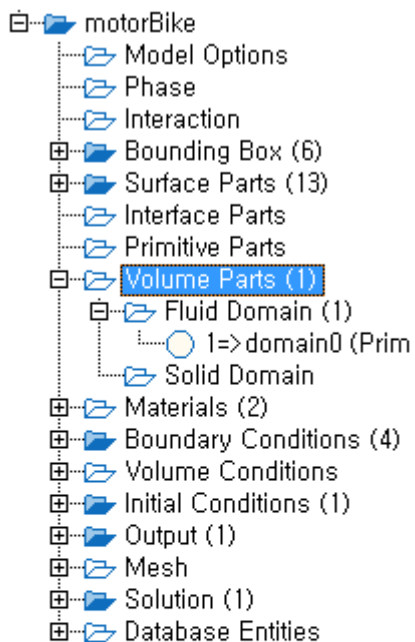 motorBike
Model Options
Phase
Interaction
Bounding Box (6)
Surface Parts (13)
Interface Parts
Primitive Parts
Volume Parts (1)
Fluid Domain (1)
1=>domain0 (Prim
Solid Domain
Materials (2)
Boundary Conditions (4)
Volume Conditions
Initial Conditions (1)
Output (1)
Mesh
Solution (1)
Database Entities